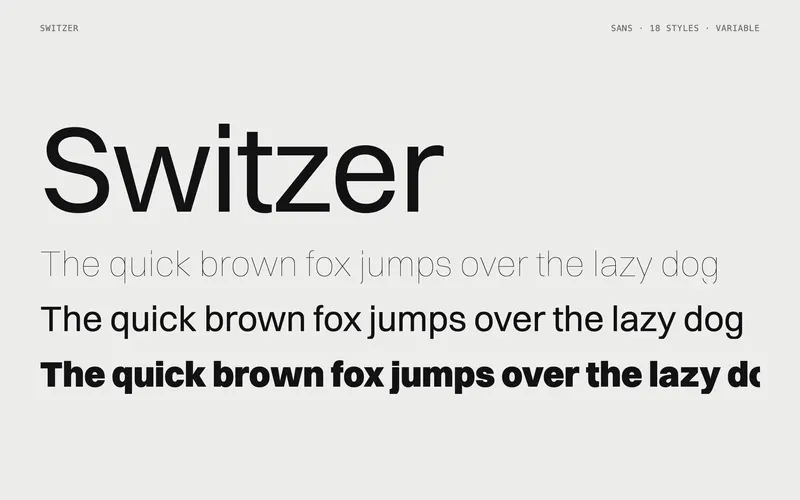 SWITZER
SANS · 18 STYLES · VARIABLE
Switzer
The quick brown fox jumps over the lazy dog
The quick brown fox jumps over the lazy dog
The quick brown fox jumps over the lazy